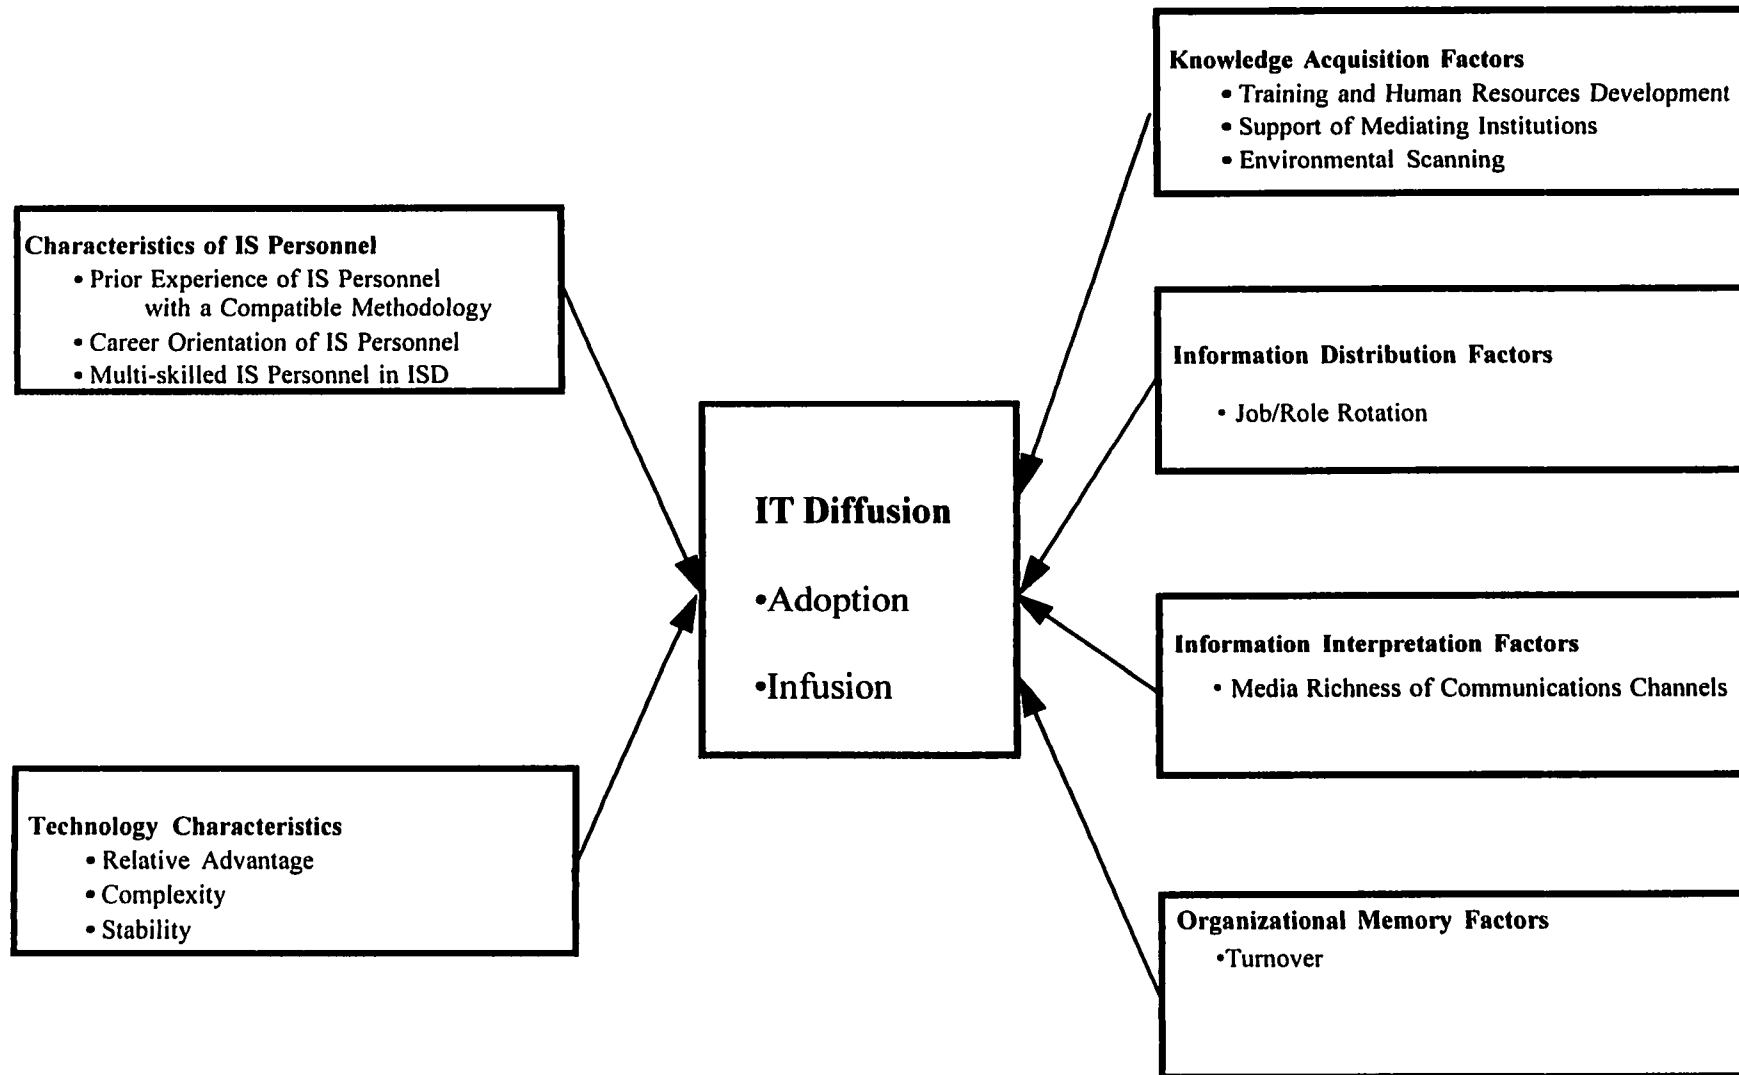 Characteristics of IS Personnel
• Prior Experience of IS Personnel
with a Compatible Methodology
• Career Orientation of IS Personnel
• Multi-skilled IS Personnel in ISD
Technology Characteristics
• Relative Advantage
• Complexity
• Stability
IT Diffusion
•Adoption
•Infusion
Knowledge Acquisition Factors
• Training and Human Resources Development
• Support of Mediating Institutions
• Environmental Scanning
Information Distribution Factors
• Job/Role Rotation
Information Interpretation Factors
• Media Richness of Communications Channels
Organizational Memory Factors
•Turnover